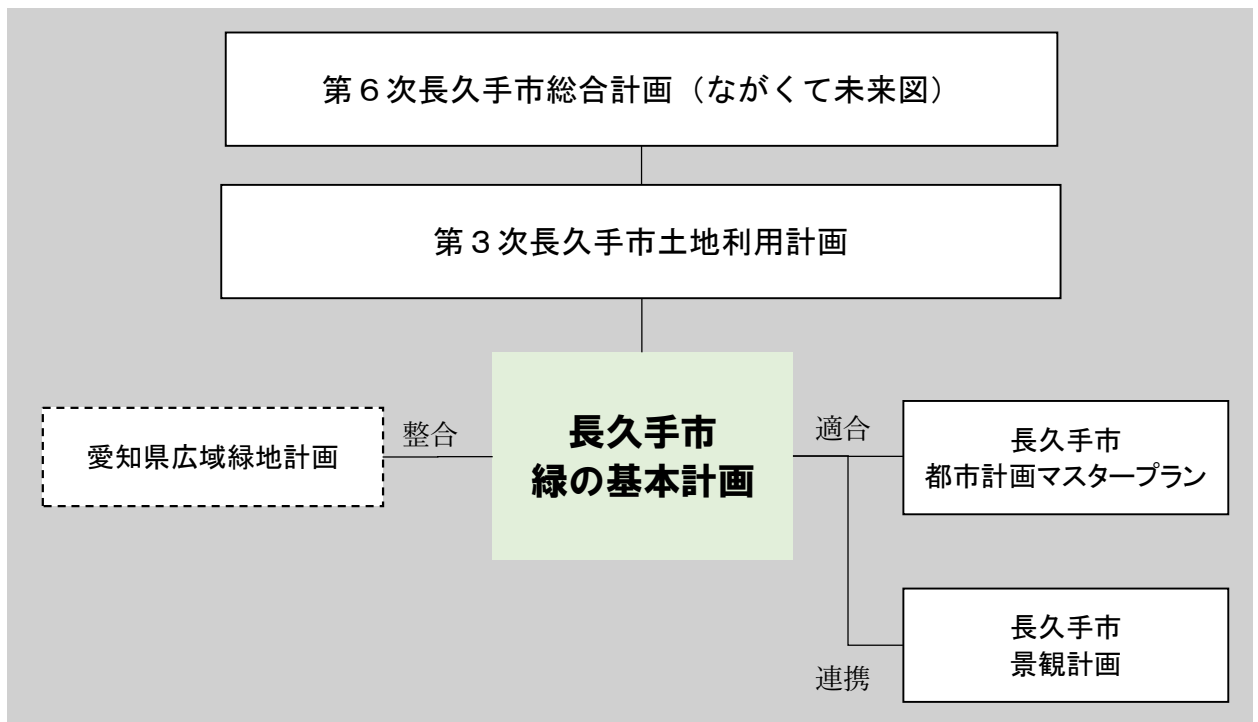 第６次長久手市総合計画（ながくて未来図）
第３次長久手市土地利用計画
愛知県広域緑地計画
整合
長久手市
緑の基本計画
適合
長久手市
都市計画マスタープラン
連携
長久手市
景観計画